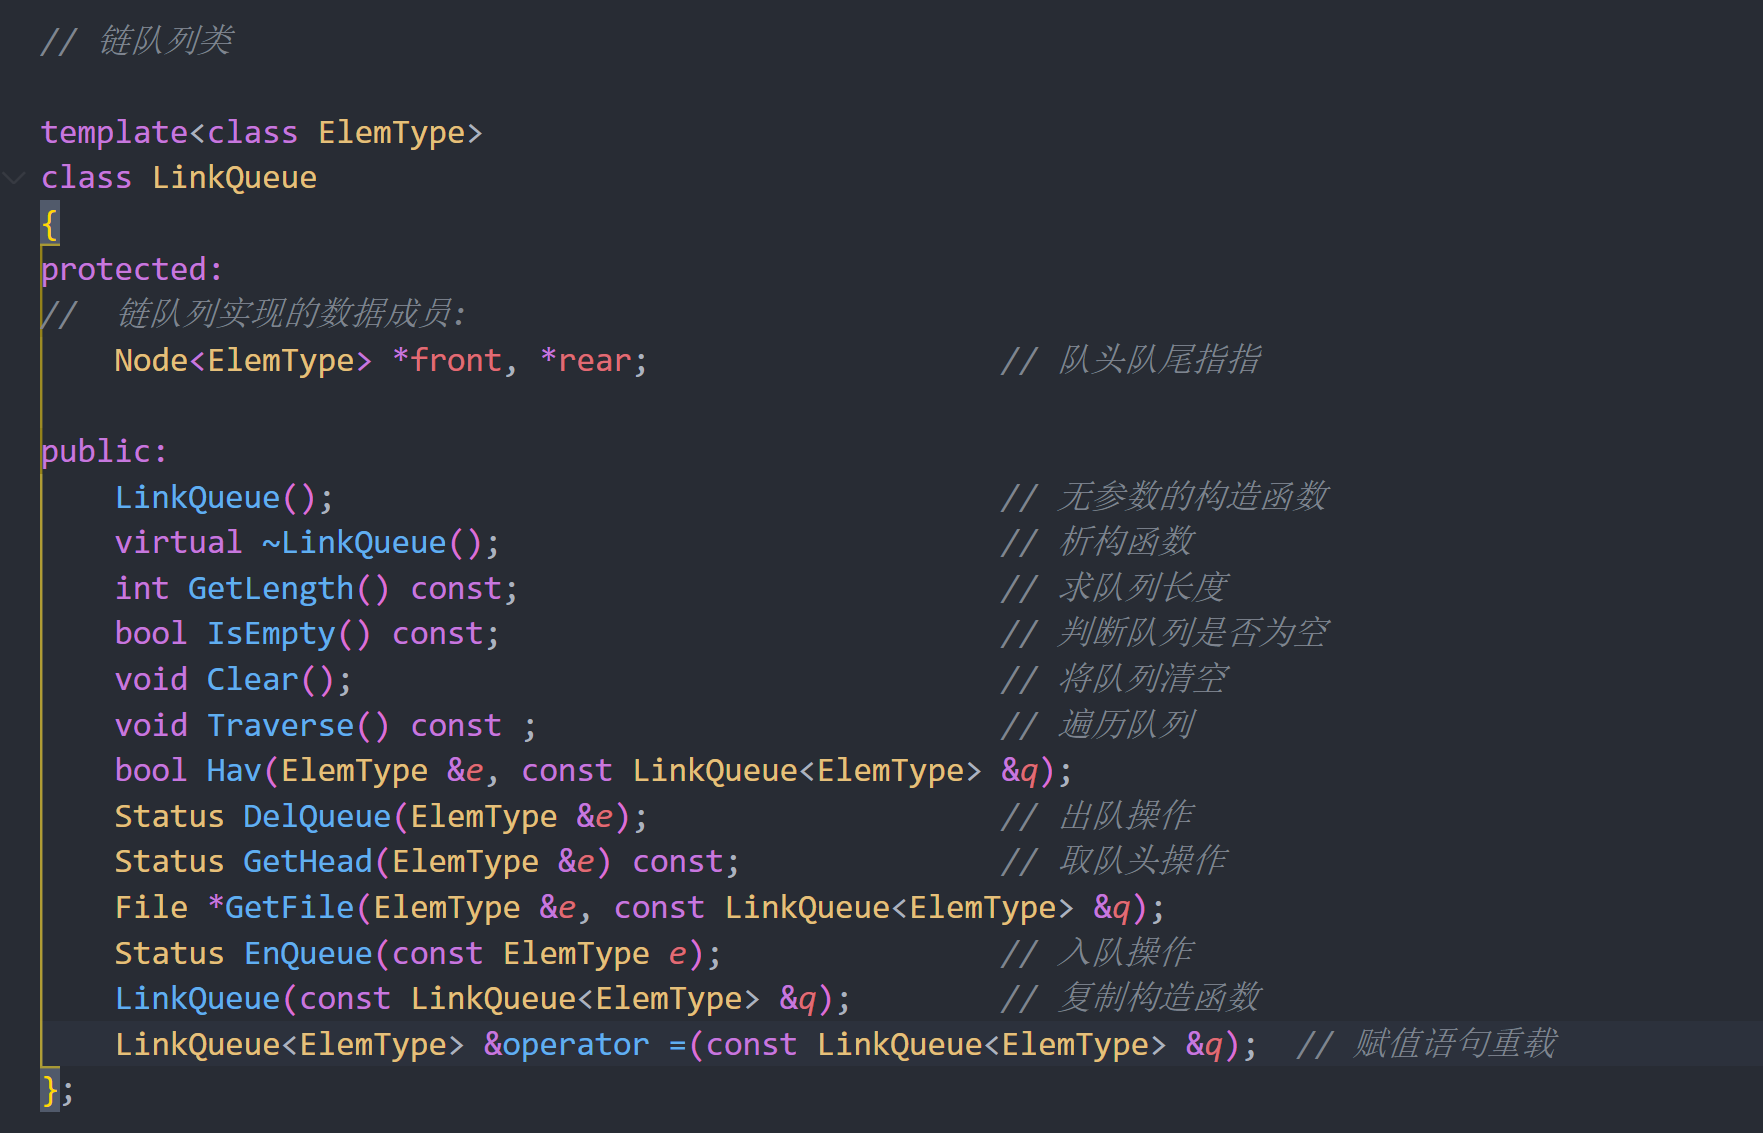 // 链队列类
template<class ElemType>
class LinkQueue
{
protected:
//  链队列实现的数据成员:
    Node<ElemType> *front, *rear;                   // 队头队尾指指
public:
    LinkQueue();                                    // 无参数的构造函数
    virtual ~LinkQueue();                           // 析构函数
    int GetLength() const;                          // 求队列长度
    bool IsEmpty() const;                           // 判断队列是否为空
    void Clear();                                   // 将队列清空
    void Traverse() const ;                         // 遍历队列
    bool Hav(ElemType &e, const LinkQueue<ElemType> &q);
    Status DelQueue(ElemType &e);                   // 出队操作
    Status GetHead(ElemType &e) const;              // 取队头操作
    File *GetFile(ElemType &e, const LinkQueue<ElemType> &q);
    Status EnQueue(const ElemType e);               // 入队操作
    LinkQueue(const LinkQueue<ElemType> &q);        // 复制构造函数
    LinkQueue<ElemType> &operator =(const LinkQueue<ElemType> &q);  // 赋值语句重载
};